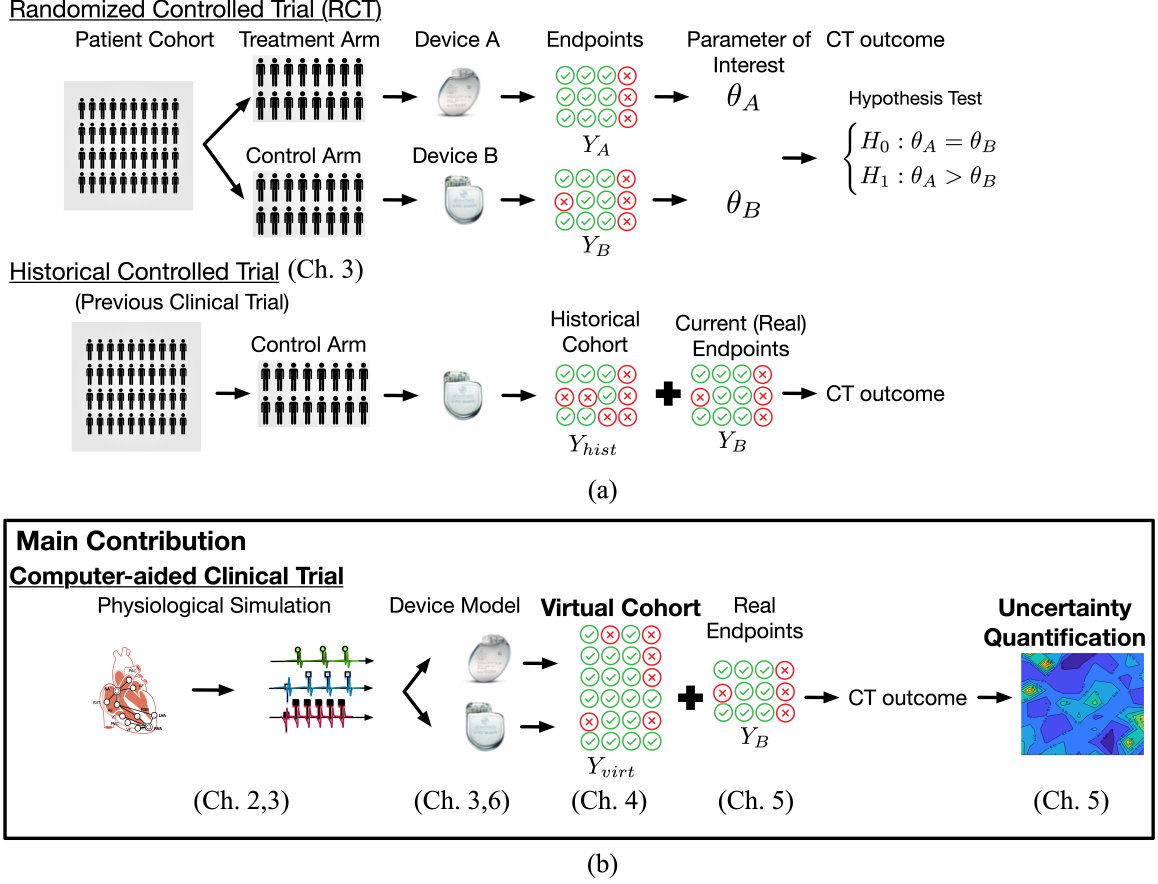 Randomized Controlled Trial (RCT)
Patient Cohort
Treatment Arm
Device A
Endpoints
Parameter of
Interest
CT outcome
Y_A
θ_A
Hypothesis Test
H_0 : θ_A = θ_B
H_1 : θ_A > θ_B
Control Arm
Device B
Y_B
θ_B
Historical Controlled Trial (Ch. 3)
(Previous Clinical Trial)
Control Arm
Historical
Cohort
Current (Real)
Endpoints
CT outcome
Y_{hist}
Y_B
(a)
Main Contribution
Computer-aided Clinical Trial
Physiological Simulation
Device Model
Virtual Cohort
Real
Endpoints
Uncertainty
Quantification
CT outcome
Y_{virt}
Y_B
(Ch. 2,3)
(Ch. 3,6)
(Ch. 4)
(Ch. 5)
(Ch. 5)
(b)